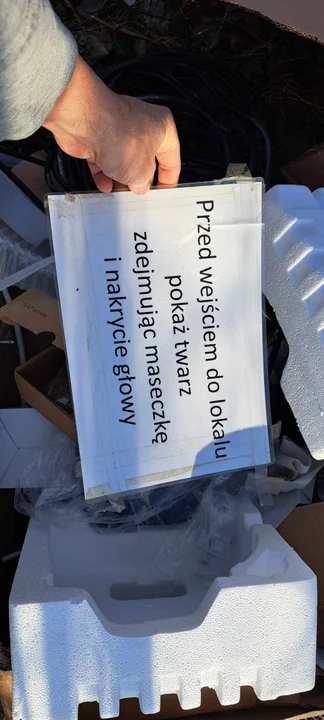 Przed wejściem do lokalu
pokaż twarz
zdejmując maseczkę
i nakrycie głowy